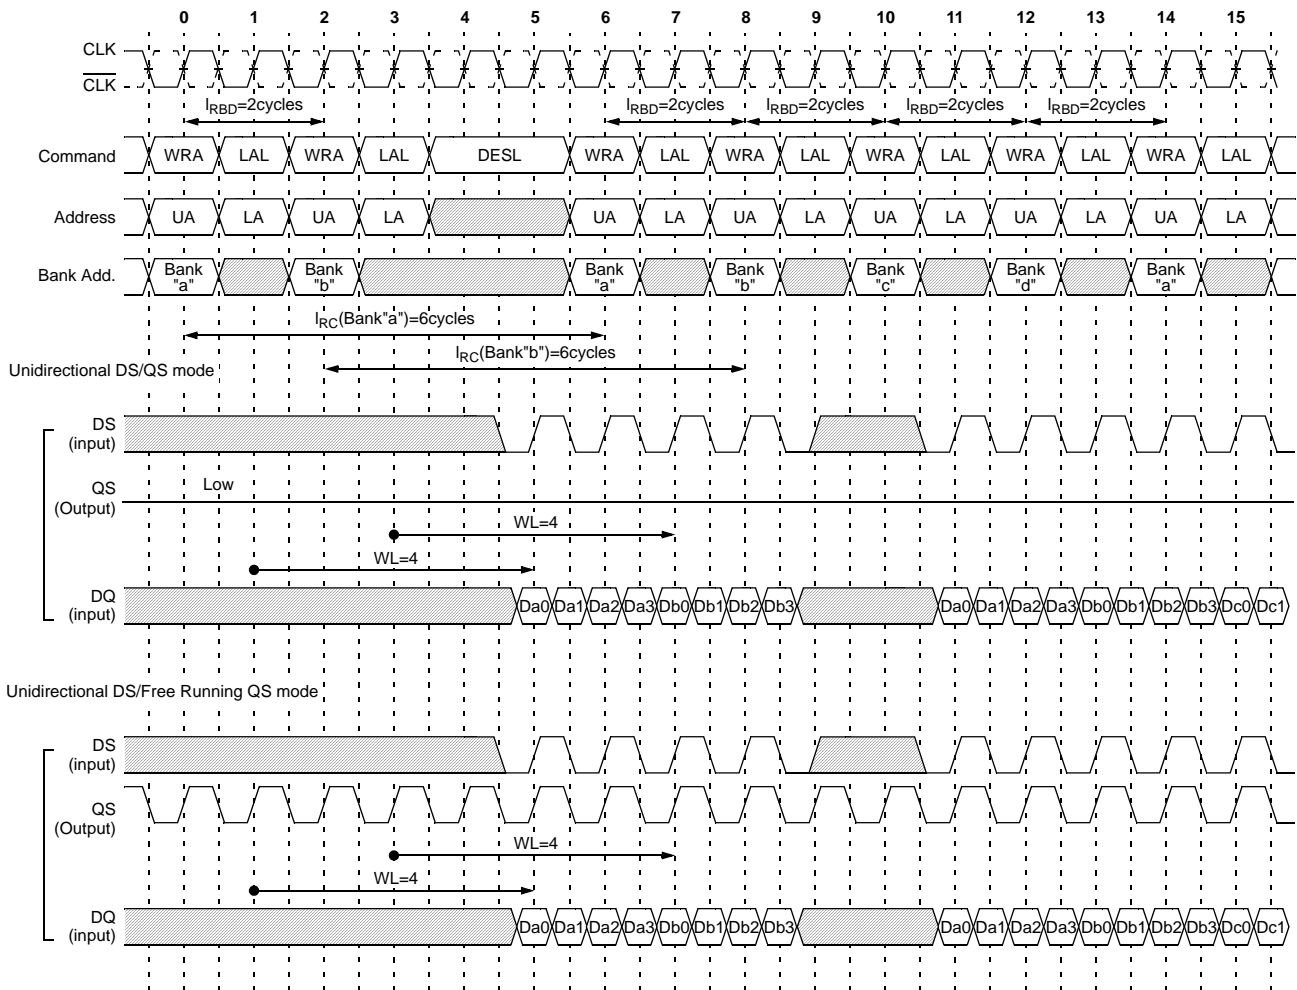 0 1 2 3 4 5 6 7 8 9 10 11 12 13 14 15
CLK
CLK
IRBD=2cycles IRBD=2cycles IRBD=2cycles IRBD=2cycles IRBD=2cycles
Command WRA LAL WRA LAL DESL WRA LAL WRA LAL WRA LAL WRA LAL WRA LAL
Address UA LA UA LA UA LA UA LA UA LA UA LA UA LA
Bank Add. Bank "a" Bank "b" Bank "a" Bank "b" Bank "c" Bank "d" Bank "a"
IRC(Bank"a")=6cycles
IRC(Bank"b")=6cycles
Unidirectional DS/QS mode
DS
(input)
QS
(Output)
Low
WL=4
WL=4
DQ
(input)
Da0 Da1 Da2 Da3 Db0 Db1 Db2 Db3 Da0 Da1 Da2 Da3 Db0 Db1 Db2 Db3 Dc0 Dc1
Unidirectional DS/Free Running QS mode
DS
(input)
QS
(Output)
WL=4
WL=4
DQ
(input)
Da0 Da1 Da2 Da3 Db0 Db1 Db2 Db3 Da0 Da1 Da2 Da3 Db0 Db1 Db2 Db3 Dc0 Dc1